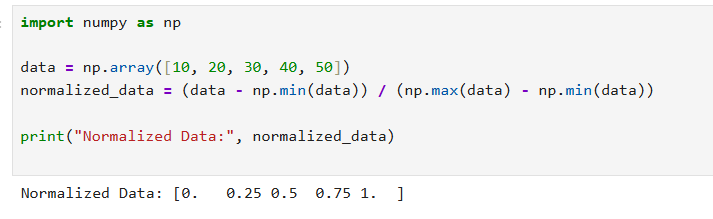 import numpy as np
data = np.array([10, 20, 30, 40, 50])
normalized_data = (data - np.min(data)) / (np.max(data) - np.min(data))
print("Normalized Data:", normalized_data)
Normalized Data: [0.   0.25 0.5  0.75 1.  ]